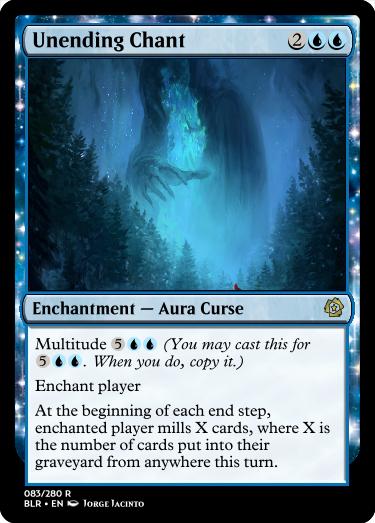 Unending Chant 2
Enchantment — Aura Curse
Multitude 5 (You may cast this for
5 . When you do, copy it.)
Enchant player
At the beginning of each end step,
enchanted player mills X cards, where X is
the number of cards put into their
graveyard from anywhere this turn.
083/280 R
BLR • EN Jorge Jacinto